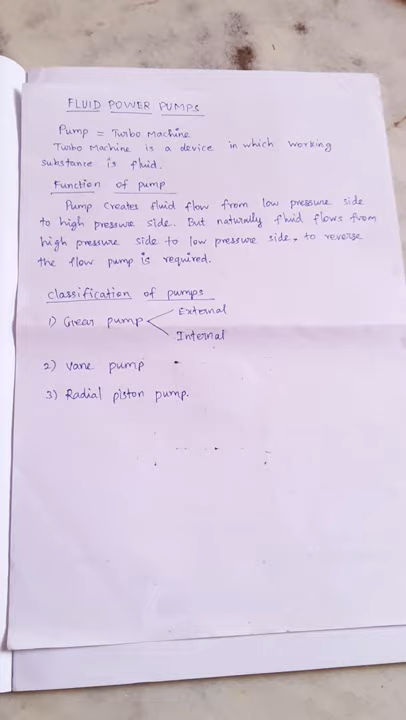 FLUID POWER PUMPS
Pump = Turbo Machine
Turbo Machine is a device in which working
substance is fluid.
Function of pump
Pump creates fluid flow from low pressure side
to high pressure side. But naturally fluid flows from
high pressure side to low pressure side. to reverse
the flow pump is required.
Classification of pumps
External
1) Gear pump
Internal
2) Vane pump
3) Radial piston pump.